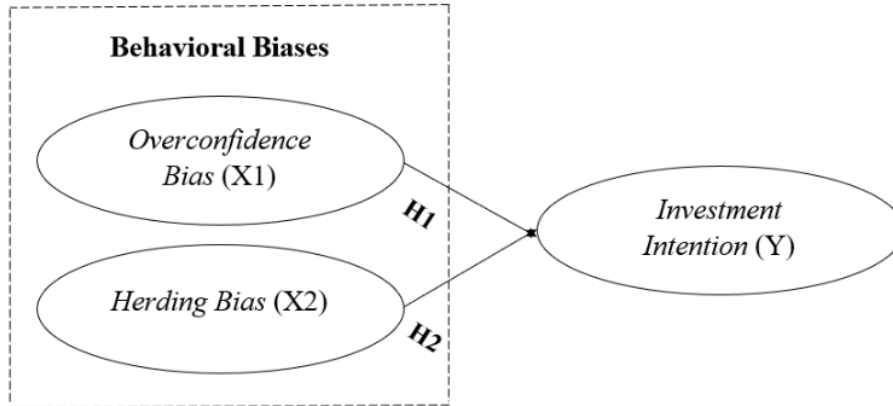 Behavioral Biases
Overconfidence
Bias (X1)
H1
Investment
Intention (Y)
Herding Bias (X2)
H2